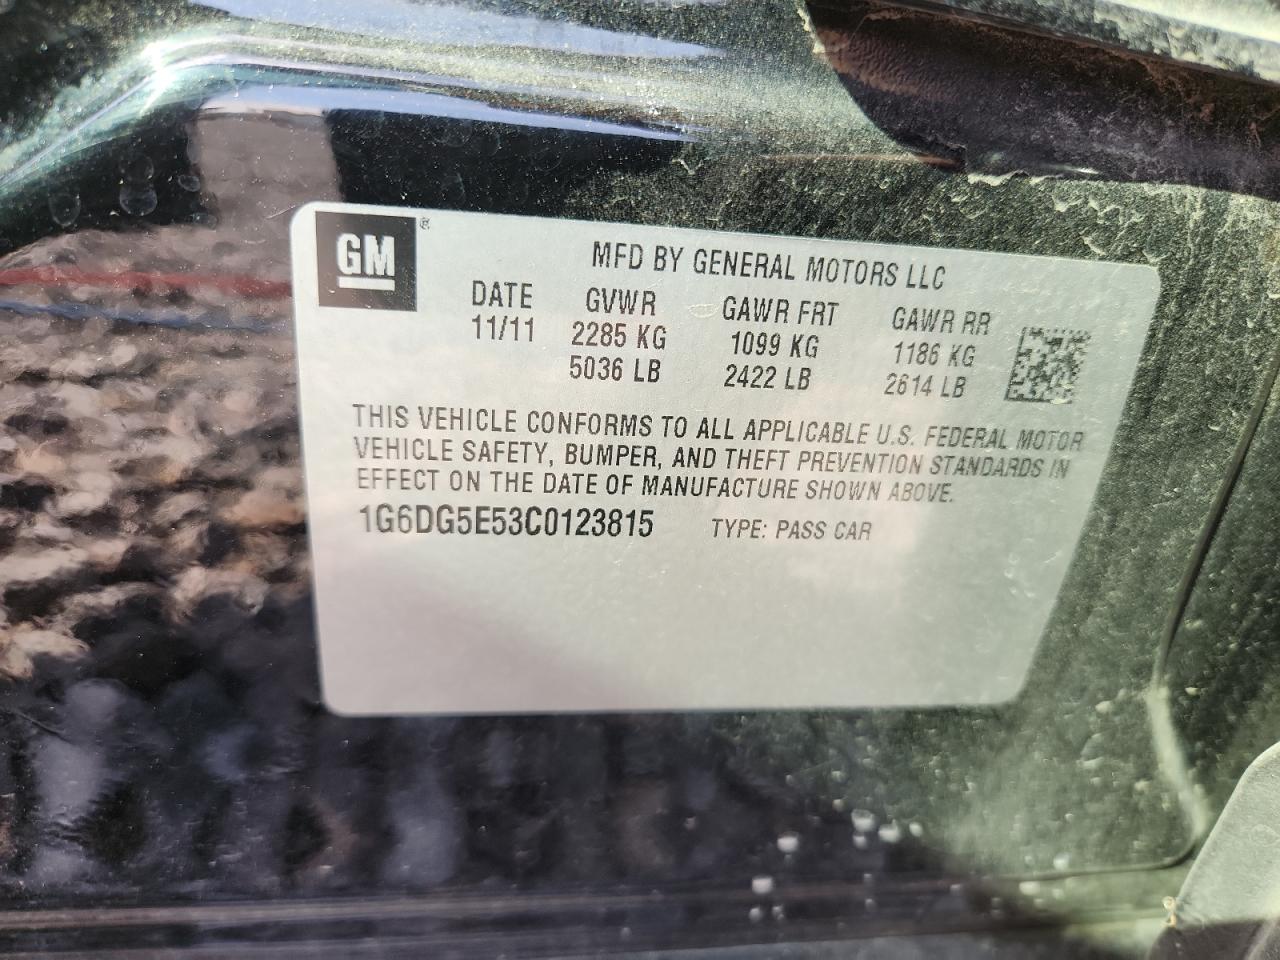 GM ®
MFD BY GENERAL MOTORS LLC
DATE GVWR GAWR FRT GAWR RR
11/11 2285 KG 1099 KG 1186 KG
5036 LB 2422 LB 2614 LB
THIS VEHICLE CONFORMS TO ALL APPLICABLE U.S. FEDERAL MOTOR
VEHICLE SAFETY, BUMPER, AND THEFT PREVENTION STANDARDS IN
EFFECT ON THE DATE OF MANUFACTURE SHOWN ABOVE.
1G6DG5E53C0123815 TYPE: PASS CAR